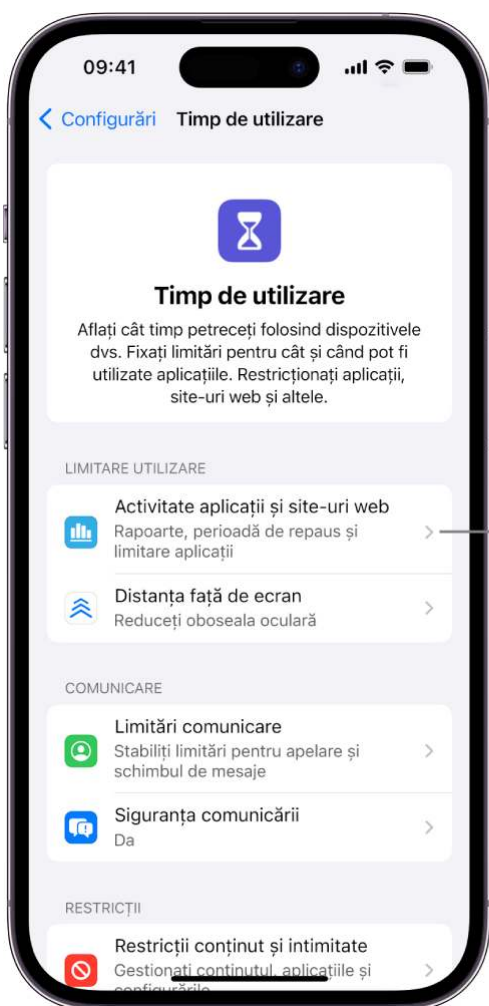 09:41
Configurări Timp de utilizare
Timp de utilizare
Aflați cât timp petreceți folosind dispozitivele
dvs. Fixați limitări pentru cât și când pot fi
utilizate aplicațiile. Restricționați aplicații,
site-uri web și altele.
LIMITARE UTILIZARE
Activitate aplicații și site-uri web
Rapoarte, perioadă de repaus și
limitare aplicații
Distanța față de ecran
Reduceți oboseala oculară
COMUNICARE
Limitări comunicare
Stabiliți limitări pentru apelare și
schimbul de mesaje
Siguranța comunicării
Da
RESTRICȚII
Restricții conținut și intimitate
Gestionați conținutul, aplicațiile și
configurările